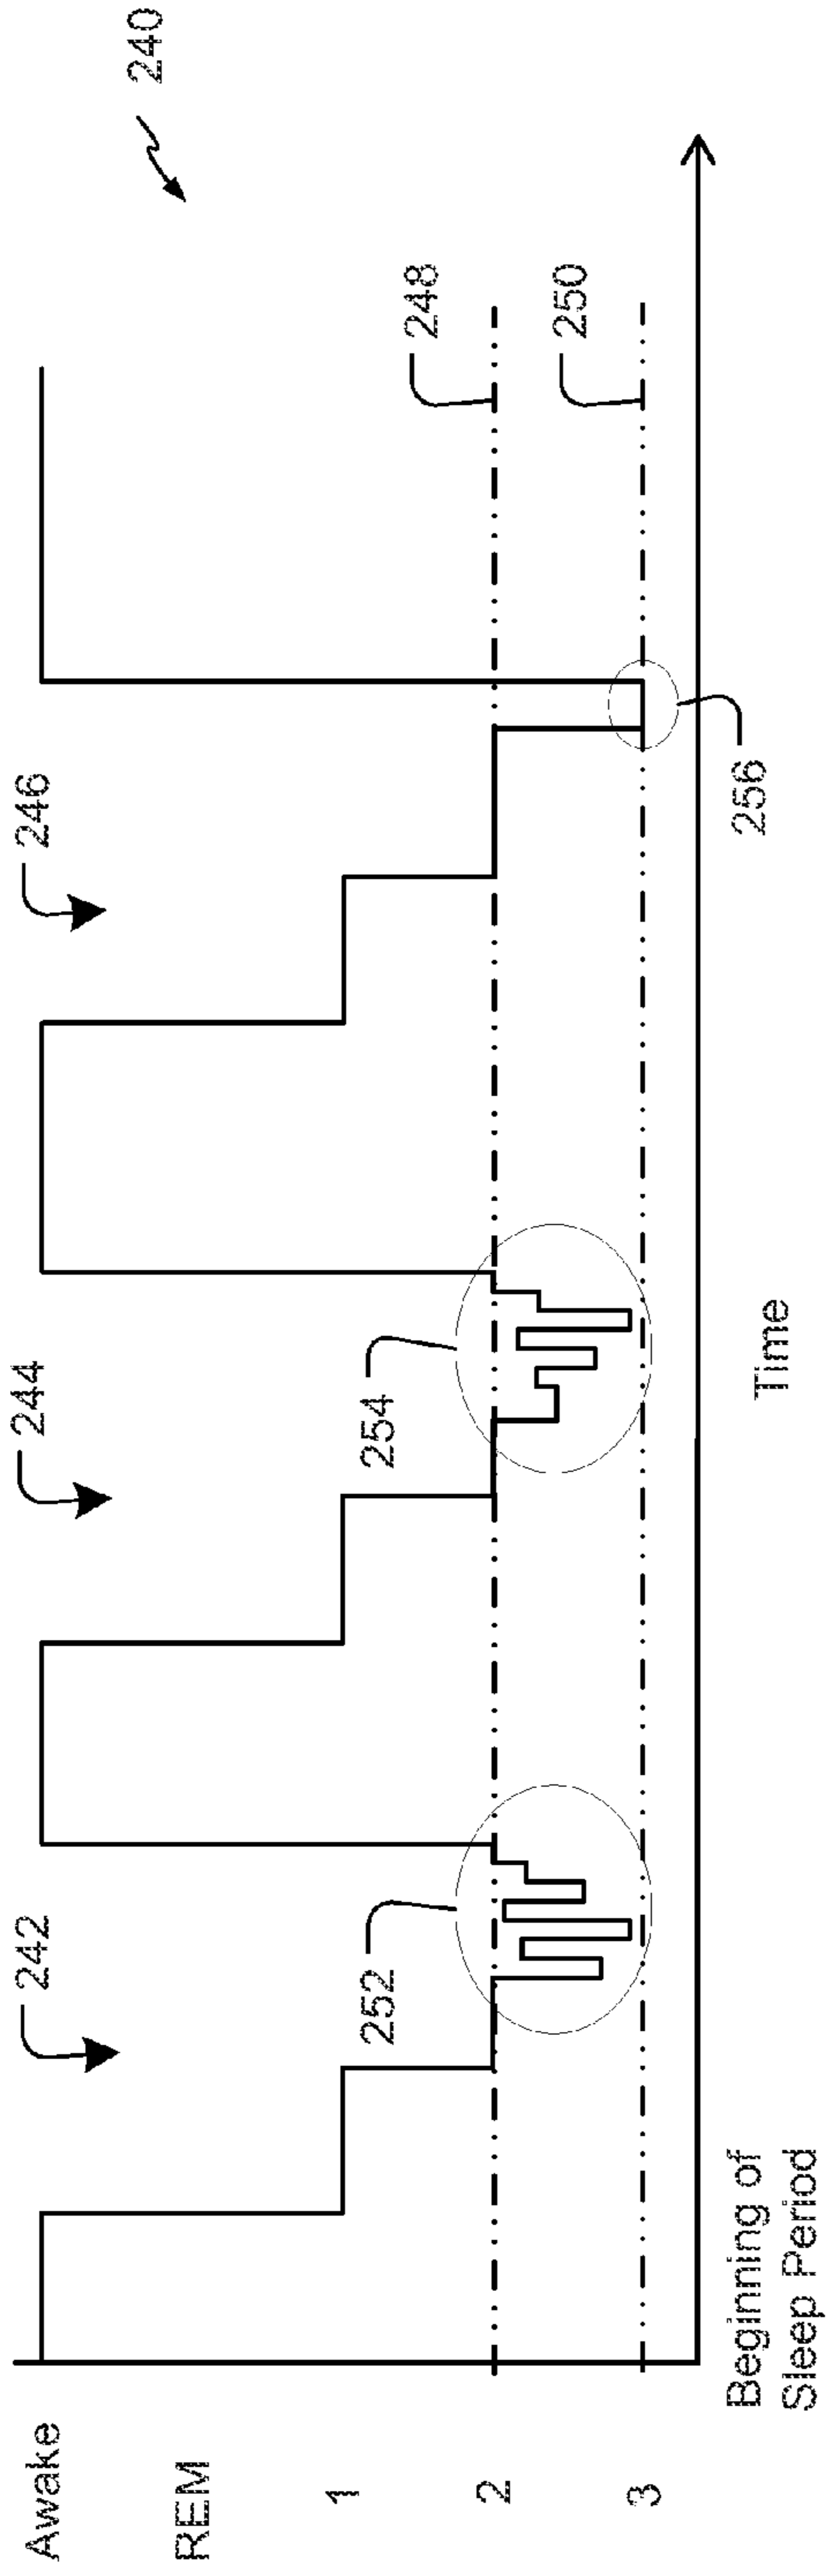 240
Awake
REM
1
2
3
242
244
246
248
250
252
254
256
Beginning of
Sleep Period
Time